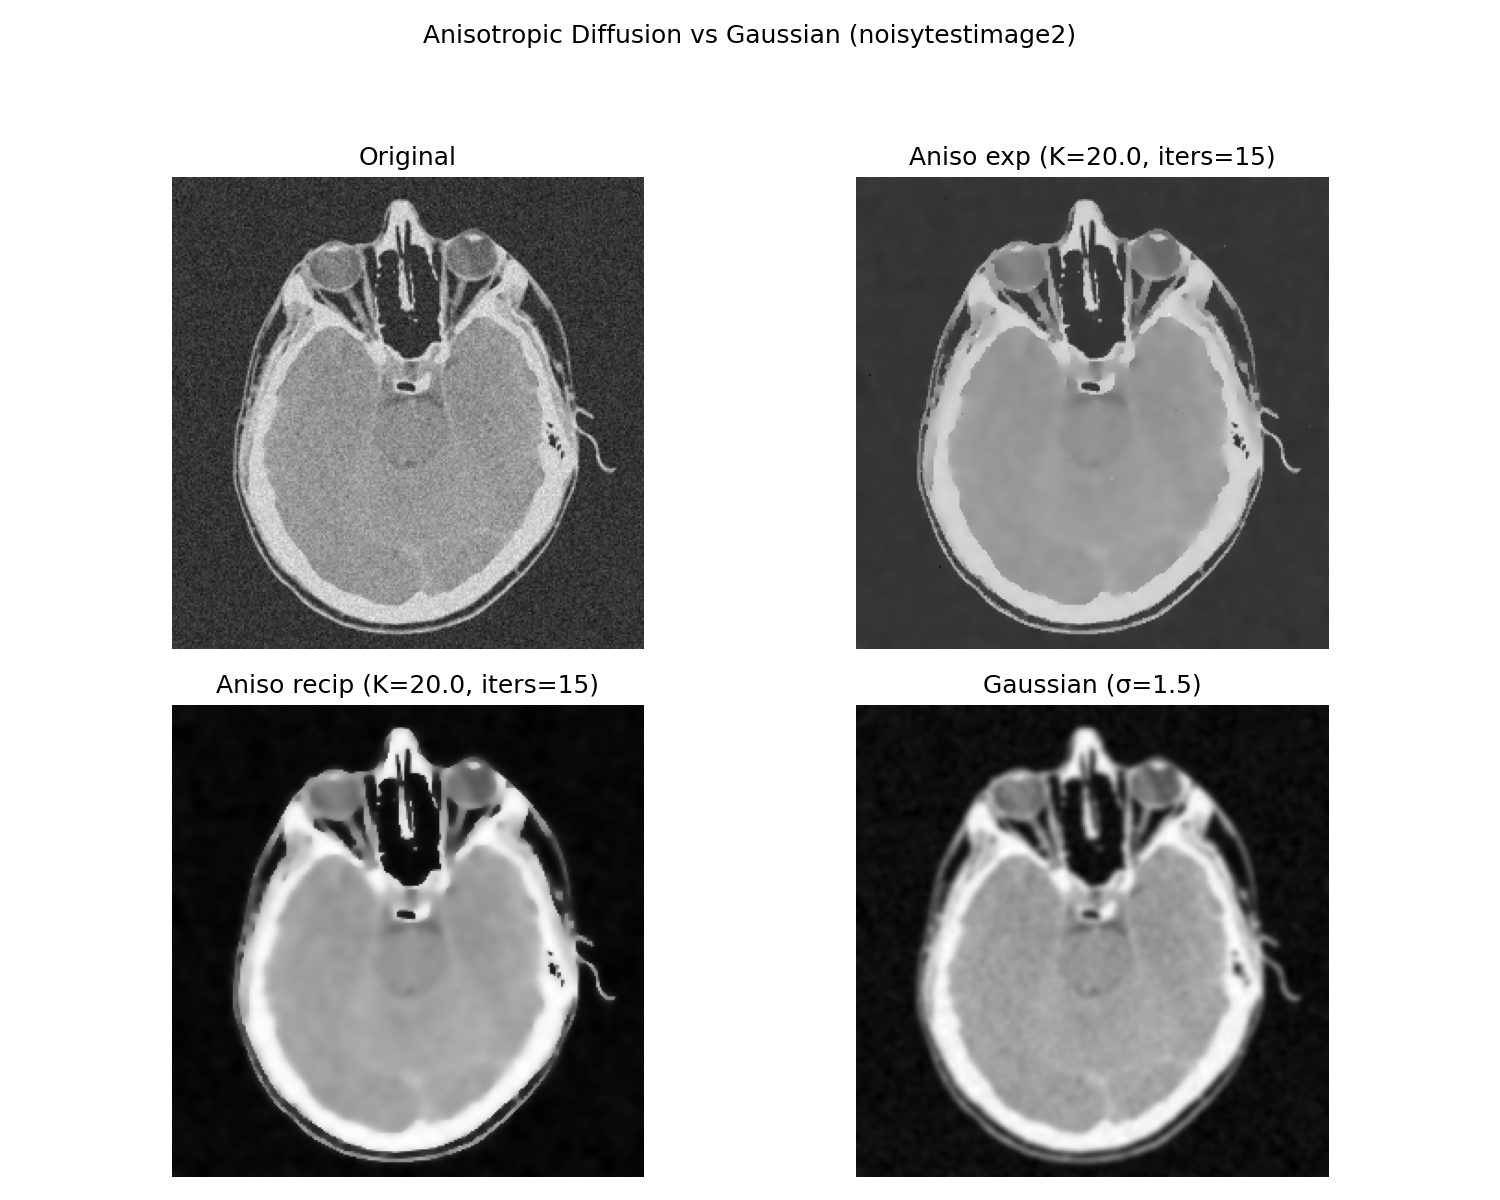 Anisotropic Diffusion vs Gaussian (noisytestimage2)
Original
Aniso exp (K=20.0, iters=15)
Aniso recip (K=20.0, iters=15)
Gaussian (σ=1.5)